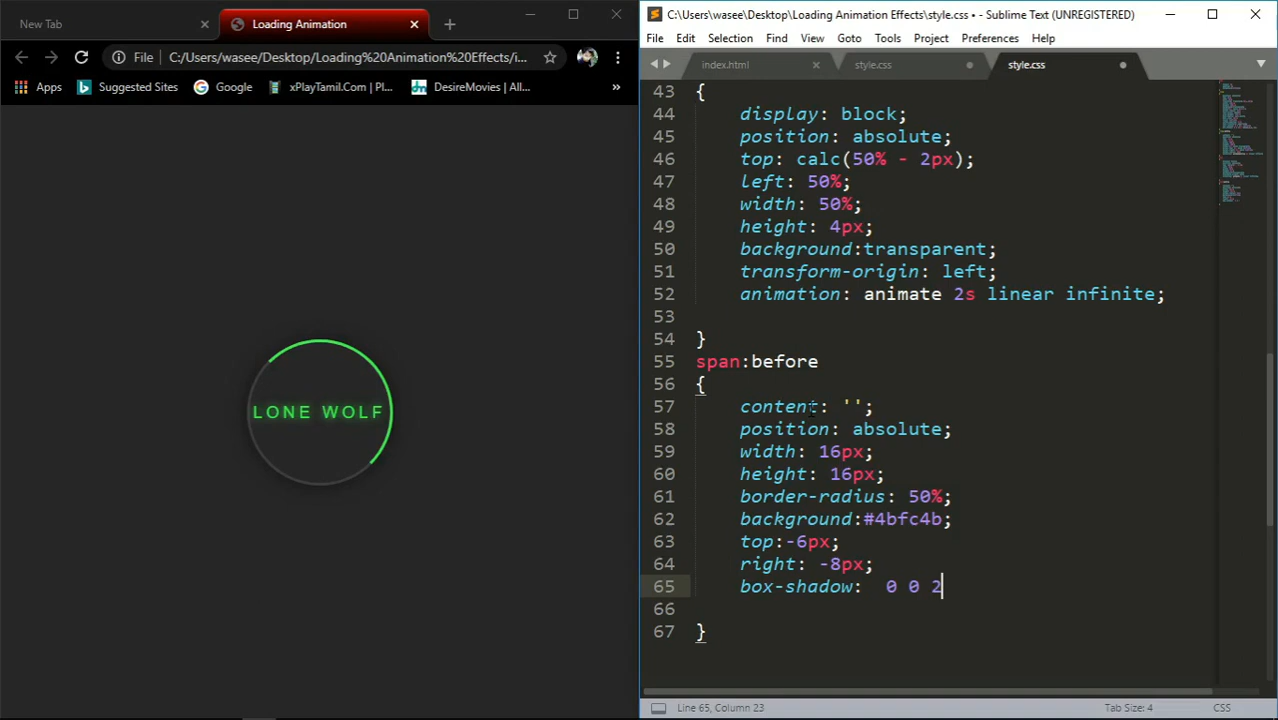 New Tab
Loading Animation
File
C:/Users/wasee/Desktop/Loading%20Animation%20Effects/i...
Apps
Suggested Sites
Google
xPlayTamil.Com | P...
DesireMovies | All...
»
LONE WOLF
C:\Users\wasee\Desktop\Loading Animation Effects\style.css • - Sublime Text (UNREGISTERED)
File Edit Selection Find View Goto Tools Project Preferences Help
index.html
style.css
style.css
43 {
44 display: block;
45 position: absolute;
46 top: calc(50% - 2px);
47 left: 50%;
48 width: 50%;
49 height: 4px;
50 background:transparent;
51 transform-origin: left;
52 animation: animate 2s linear infinite;
53
54 }
55 span:before
56 {
57 content: '';
58 position: absolute;
59 width: 16px;
60 height: 16px;
61 border-radius: 50%;
62 background:#4bfc4b;
63 top:-6px;
64 right: -8px;
65 box-shadow:  0 0 2
66
67 }
Line 65, Column 23
Tab Size: 4
CSS